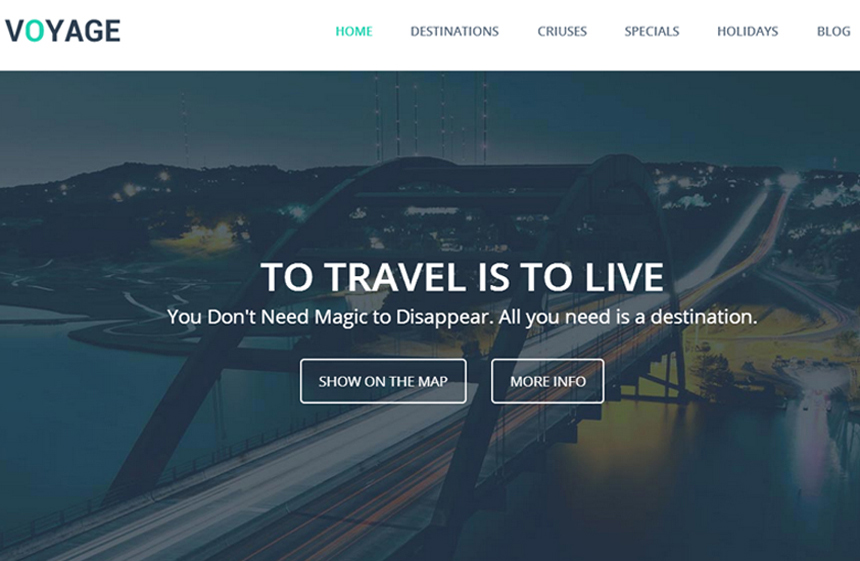 VOYAGE
HOME DESTINATIONS CRIUSES SPECIALS HOLIDAYS BLOG
TO TRAVEL IS TO LIVE
You Don't Need Magic to Disappear. All you need is a destination.
SHOW ON THE MAP MORE INFO